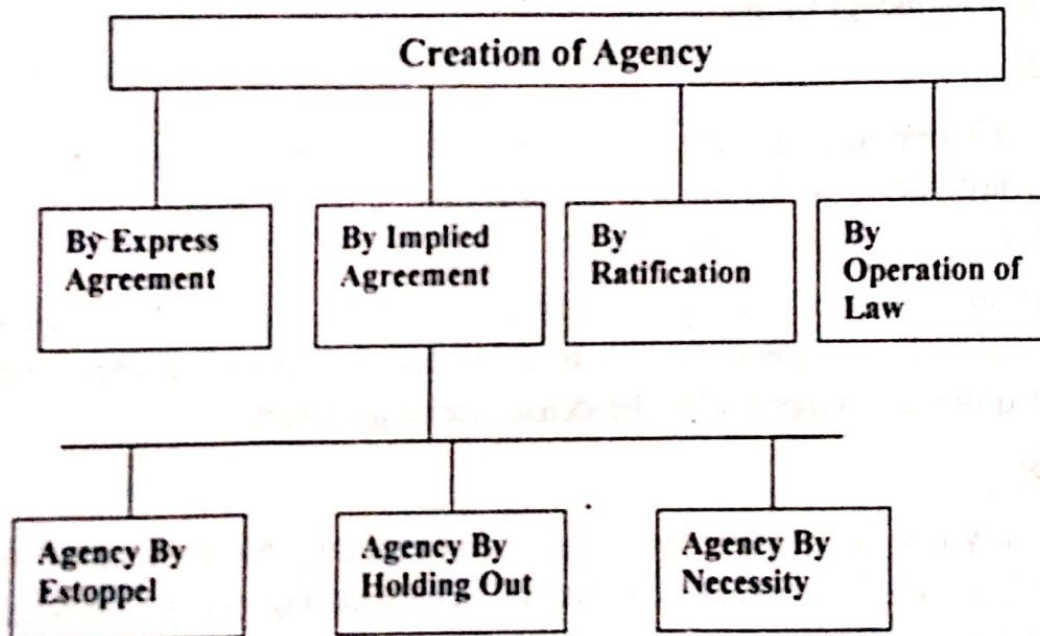 Creation of Agency
By Express
Agreement
By Implied
Agreement
By
Ratification
By
Operation of
Law
Agency By
Estoppel
Agency By
Holding Out
Agency By
Necessity